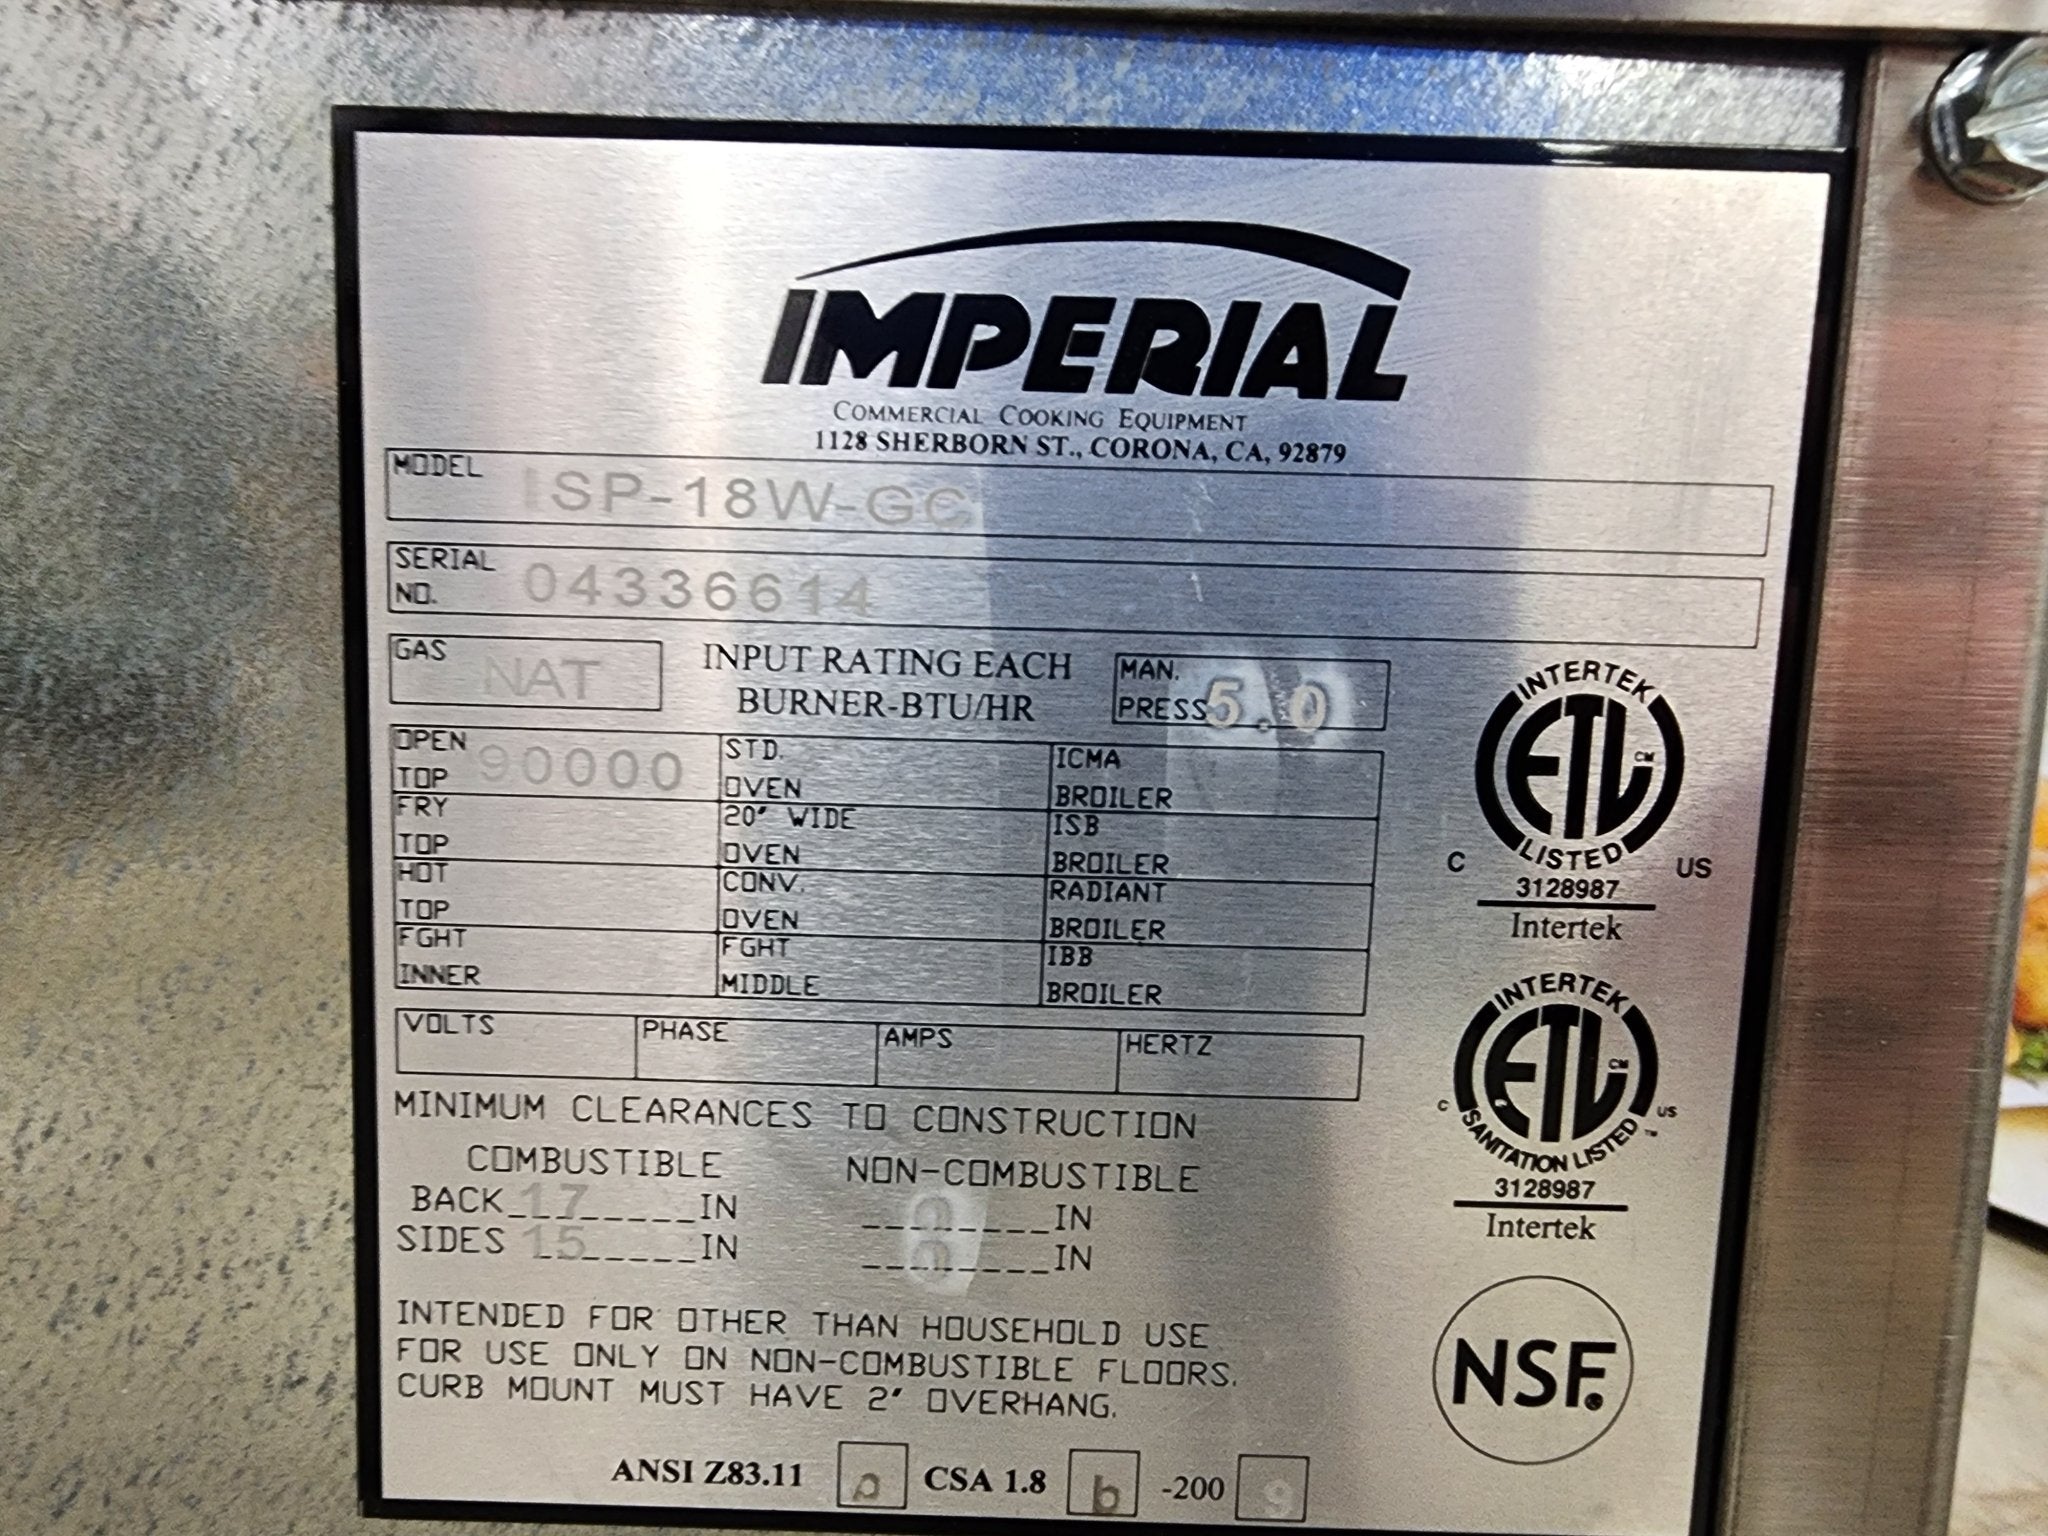 IMPERIAL
COMMERCIAL COOKING EQUIPMENT
1128 SHERBORN ST., CORONA, CA, 92879
MODEL ISP-18W-GC
SERIAL NO. 04336614
GAS NAT
INPUT RATING EACH BURNER-BTU/HR
MAN. PRESS 5.0
OPEN TOP 90000
STD. OVEN
ICMA BROILER
FRY TOP
20" WIDE OVEN
ISB BROILER
HOT TOP
CONV. OVEN
RADIANT BROILER
FGHT INNER
FGHT MIDDLE
IBB BROILER
VOLTS PHASE AMPS HERTZ
MINIMUM CLEARANCES TO CONSTRUCTION
COMBUSTIBLE NON-COMBUSTIBLE
BACK 17 IN 0 IN
SIDES 15 IN 0 IN
INTENDED FOR OTHER THAN HOUSEHOLD USE.
FOR USE ONLY ON NON-COMBUSTIBLE FLOORS.
CURB MOUNT MUST HAVE 2" OVERHANG.
ANSI Z83.11 a CSA 1.8 b -200 9
INTERTEK
ETL CM
LISTED
C US
3128987
Intertek
INTERTEK
ETL CM
SANITATION LISTED
C US
3128987
Intertek
NSF®